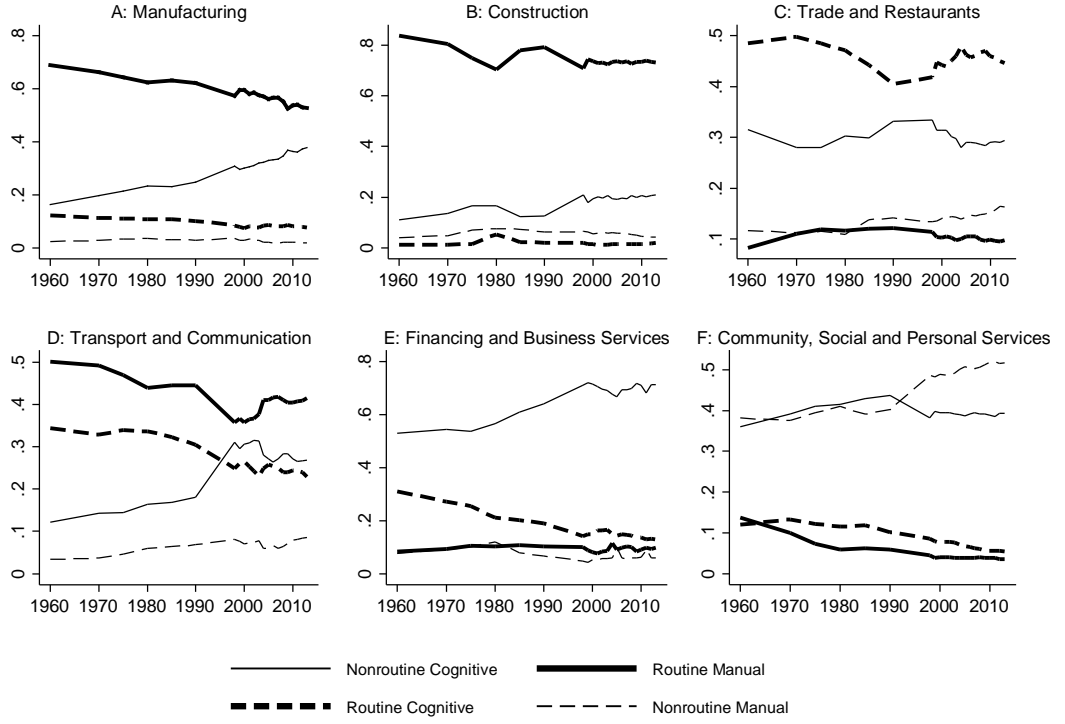 A: Manufacturing
.8
.6
.4
.2
0
1960 1970 1980 1990 2000 2010
B: Construction
.8
.6
.4
.2
0
1960 1970 1980 1990 2000 2010
C: Trade and Restaurants
.5
.4
.3
.2
.1
1960 1970 1980 1990 2000 2010
D: Transport and Communication
.5
.4
.3
.2
.1
0
1960 1970 1980 1990 2000 2010
E: Financing and Business Services
.8
.6
.4
.2
0
1960 1970 1980 1990 2000 2010
F: Community, Social and Personal Services
.5
.4
.3
.2
.1
0
1960 1970 1980 1990 2000 2010
Nonroutine Cognitive Routine Manual
Routine Cognitive Nonroutine Manual